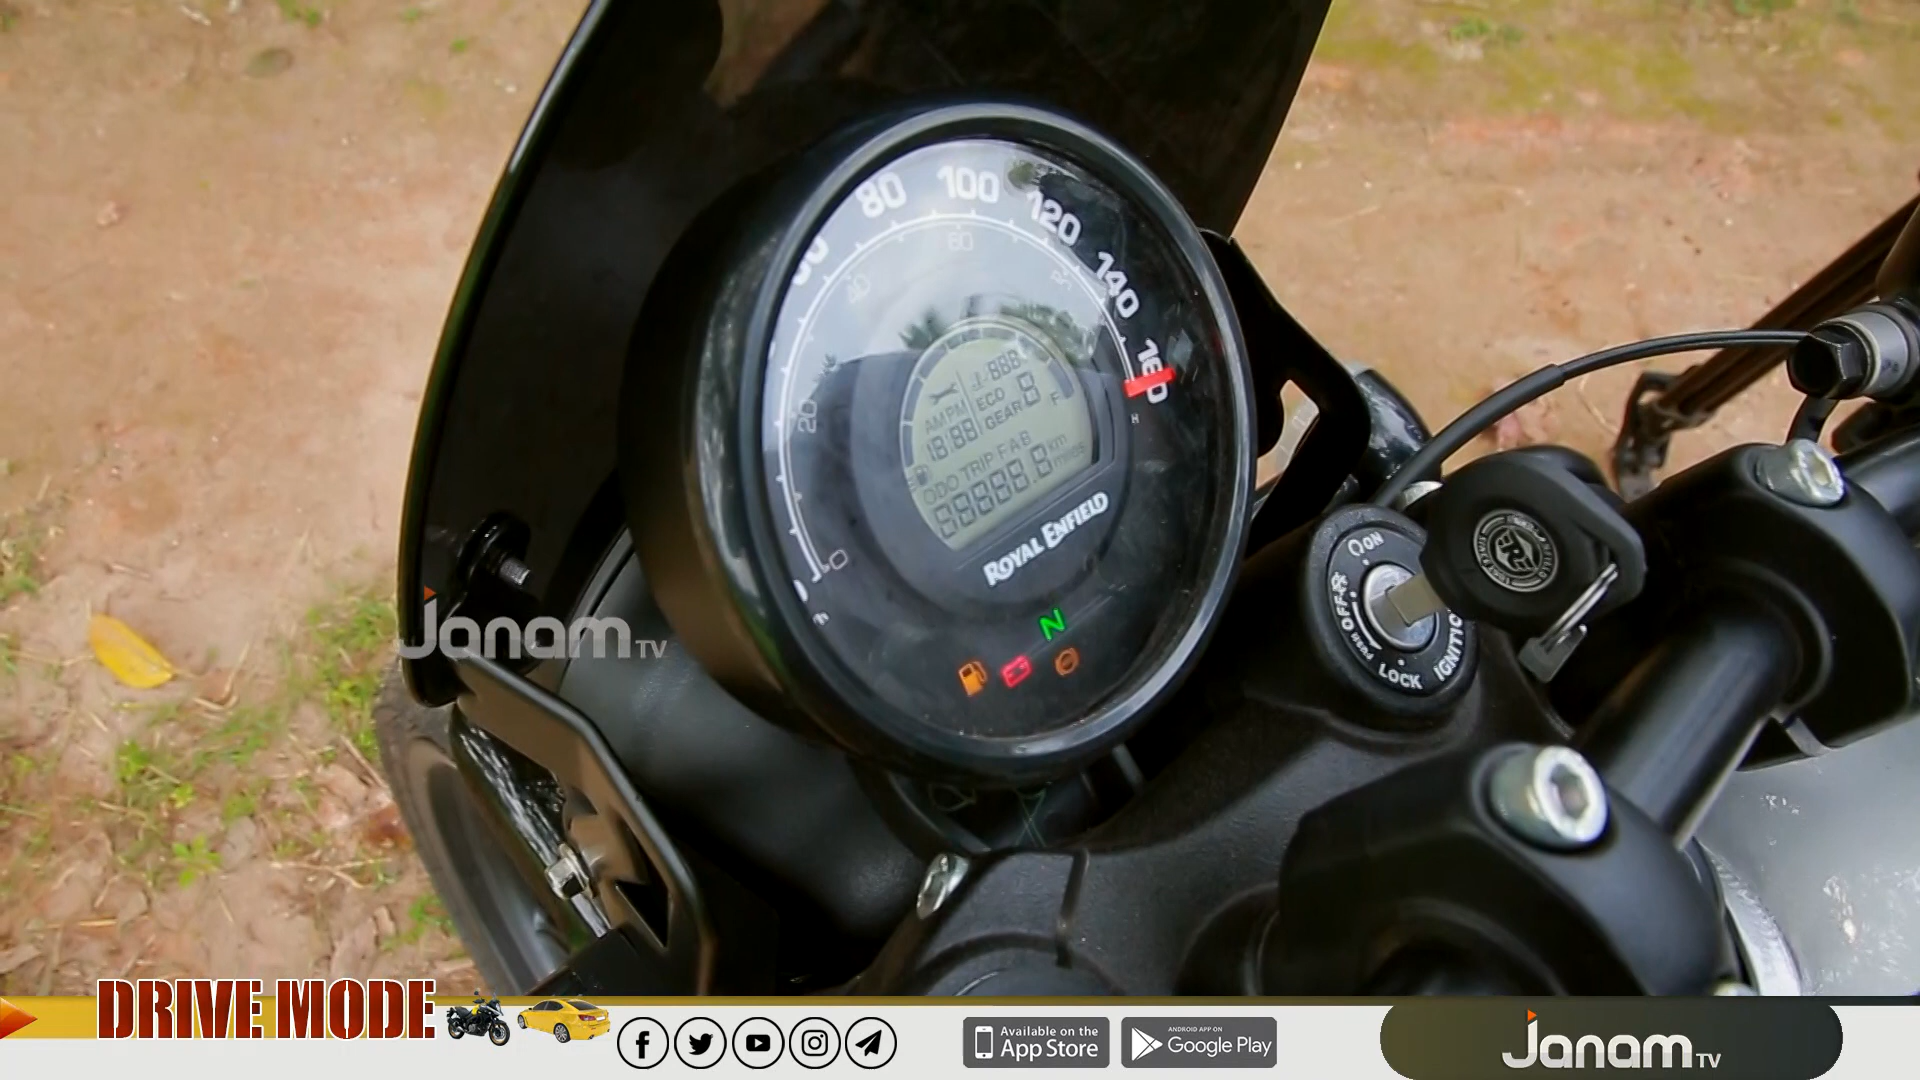 80
100
120
140
160
60
20
0
AM PM
ECO
GEAR 8
18:88
F
ODO TRIP F A B
88888.8 km
miles
ROYAL ENFIELD
N
ON
OFF
PUSH
LOCK
IGNITION
Janam TV
DRIVE MODE
Available on the
App Store
ANDROID APP ON
Google Play
Janam TV